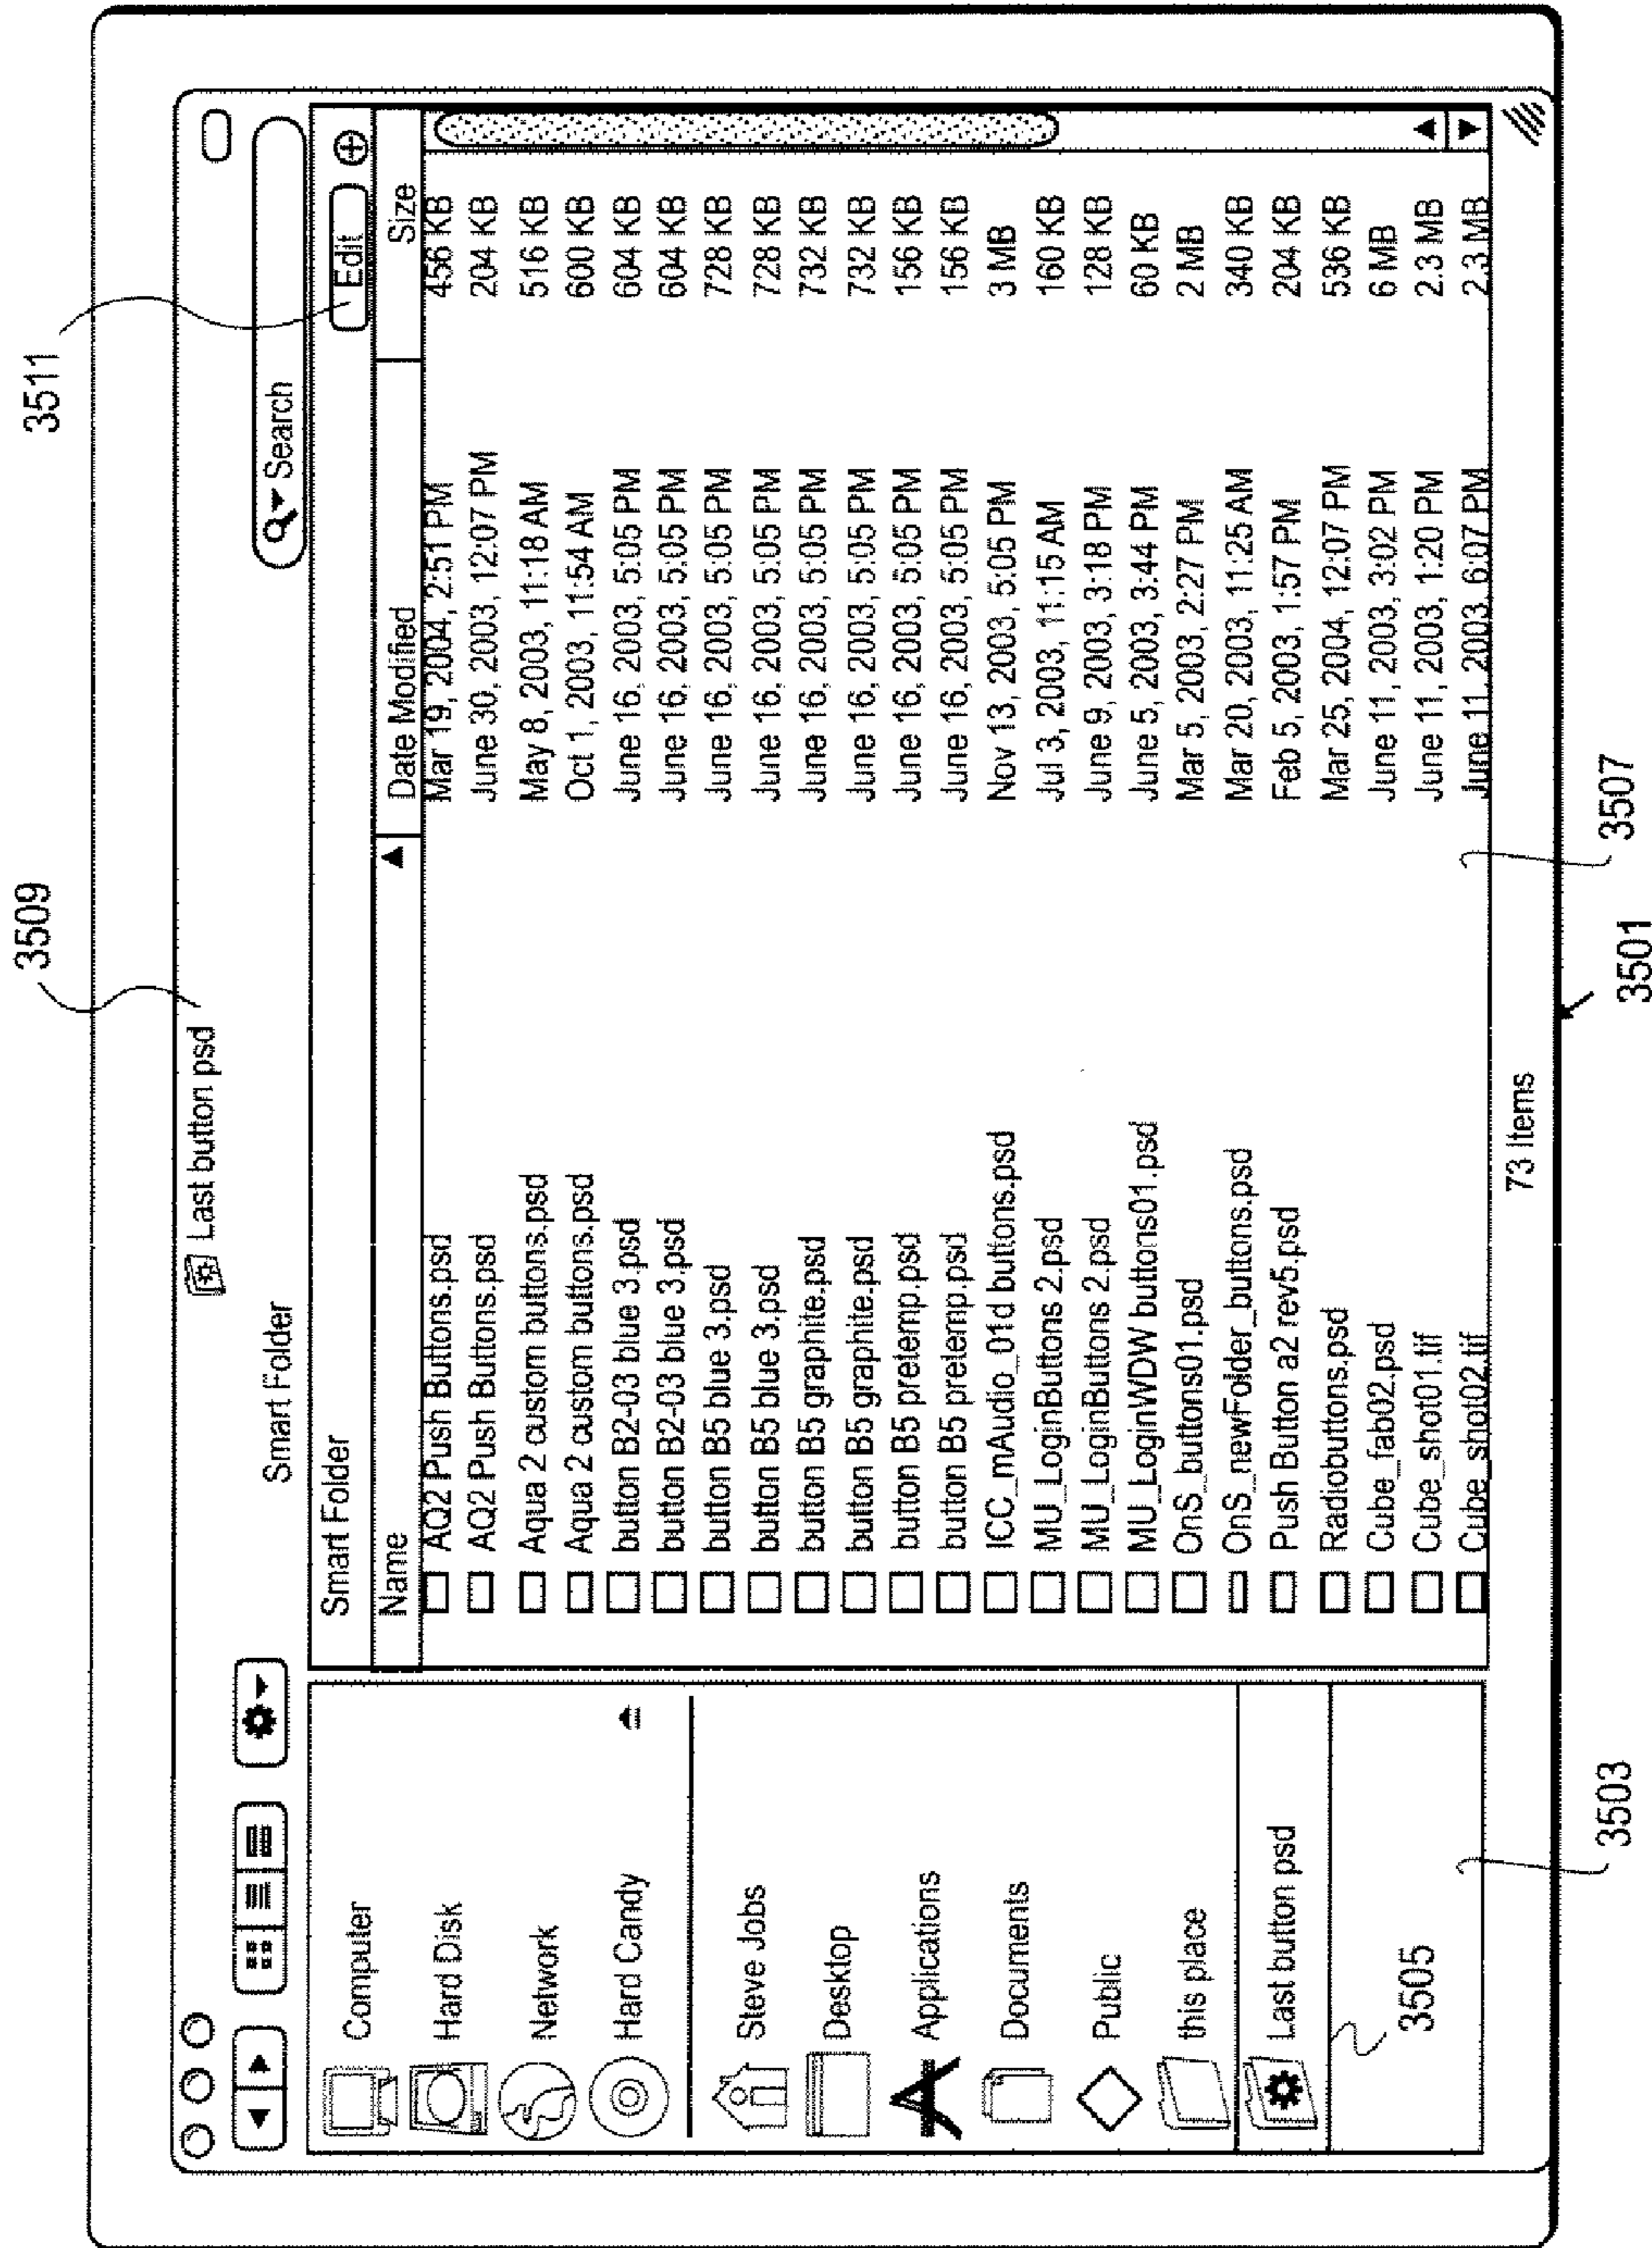 3509
3511
Last button psd
Smart Folder
Search
Computer
Hard Disk
Network
Hard Candy
Steve Jobs
Desktop
Applications
Documents
Public
this place
Last button psd
Smart Folder
Edit
Name Date Modified Size
AQ2 Push Buttons.psd Mar 19, 2004, 2:51 PM 456 KB
AQ2 Push Buttons.psd June 30, 2003, 12:07 PM 204 KB
Aqua 2 custom buttons.psd May 8, 2003, 11:18 AM 516 KB
Aqua 2 custom buttons.psd Oct 1, 2003, 11:54 AM 600 KB
button B2-03 blue 3.psd June 16, 2003, 5:05 PM 604 KB
button B2-03 blue 3.psd June 16, 2003, 5:05 PM 604 KB
button B5 blue 3.psd June 16, 2003, 5:05 PM 728 KB
button B5 blue 3.psd June 16, 2003, 5:05 PM 728 KB
button B5 graphite.psd June 16, 2003, 5:05 PM 732 KB
button B5 graphite.psd June 16, 2003, 5:05 PM 732 KB
button B5 pretemp.psd June 16, 2003, 5:05 PM 156 KB
button B5 pretemp.psd June 16, 2003, 5:05 PM 156 KB
ICC_mAudio_01d buttons.psd Nov 13, 2003, 5:05 PM 3 MB
MU_LoginButtons 2.psd Jul 3, 2003, 11:15 AM 160 KB
MU_LoginButtons 2.psd June 9, 2003, 3:18 PM 128 KB
MU_LoginWDW buttons01.psd June 5, 2003, 3:44 PM 60 KB
OnS_buttons01.psd Mar 5, 2003, 2:27 PM 2 MB
OnS_newFolder_buttons.psd Mar 20, 2003, 11:25 AM 340 KB
Push Button a2 rev5.psd Feb 5, 2003, 1:57 PM 204 KB
Radiobuttons.psd Mar 25, 2004, 12:07 PM 536 KB
Cube_fab02.psd June 11, 2003, 3:02 PM 6 MB
Cube_shot01.tif June 11, 2003, 1:20 PM 2.3 MB
Cube_shot02.tif June 11, 2003, 6:07 PM 2.3 MB
73 Items
3505
3503
3501
3507